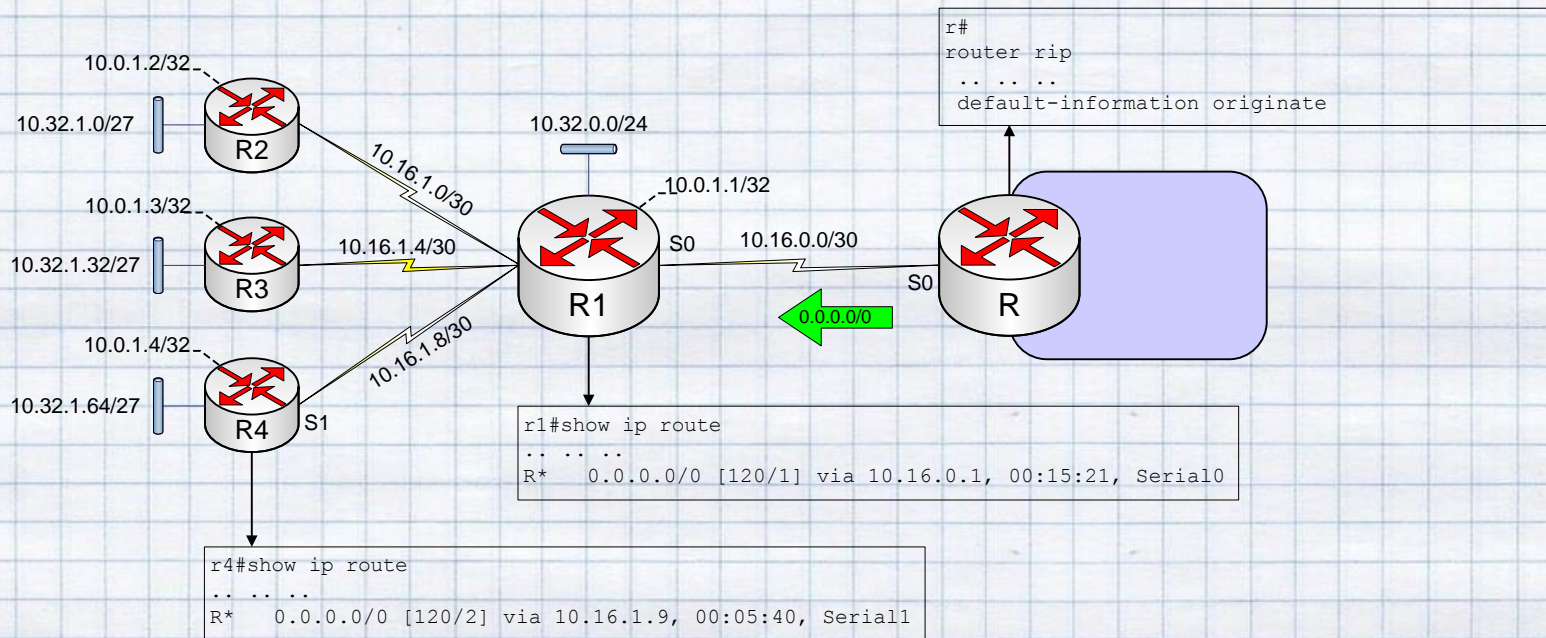 r#
router rip
.. .. ..
default-information originate
10.0.1.2/32
10.32.1.0/27
R2
10.16.1.0/30
10.32.0.0/24
10.0.1.1/32
10.0.1.3/32
10.32.1.32/27
R3
10.16.1.4/30
R1
S0
10.16.0.0/30
S0
R
0.0.0.0/0
10.0.1.4/32
10.32.1.64/27
R4
S1
10.16.1.8/30
r1#show ip route
.. .. ..
R* 0.0.0.0/0 [120/1] via 10.16.0.1, 00:15:21, Serial0
r4#show ip route
.. .. ..
R* 0.0.0.0/0 [120/2] via 10.16.1.9, 00:05:40, Serial1